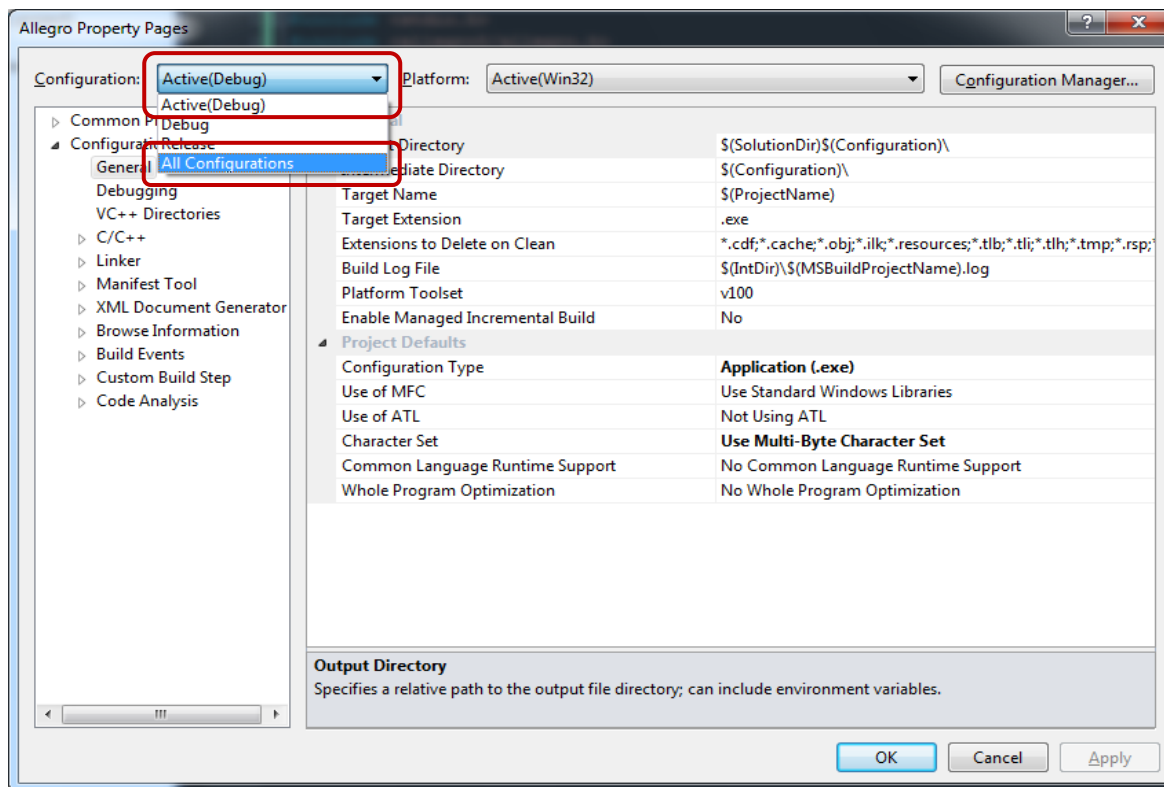 Allegro Property Pages
Configuration: Active(Debug) Platform: Active(Win32) Configuration Manager...
Active(Debug)
Debug
Release
All Configurations
Common P
Configurati
General
Debugging
VC++ Directories
C/C++
Linker
Manifest Tool
XML Document Generator
Browse Information
Build Events
Custom Build Step
Code Analysis
t Directory $(SolutionDir)$(Configuration)\
Intermediate Directory $(Configuration)\
Target Name $(ProjectName)
Target Extension .exe
Extensions to Delete on Clean *.cdf;*.cache;*.obj;*.ilk;*.resources;*.tlb;*.tli;*.tlh;*.tmp;*.rsp;
Build Log File $(IntDir)\$(MSBuildProjectName).log
Platform Toolset v100
Enable Managed Incremental Build No
Project Defaults
Configuration Type Application (.exe)
Use of MFC Use Standard Windows Libraries
Use of ATL Not Using ATL
Character Set Use Multi-Byte Character Set
Common Language Runtime Support No Common Language Runtime Support
Whole Program Optimization No Whole Program Optimization
Output Directory
Specifies a relative path to the output file directory; can include environment variables.
OK Cancel Apply